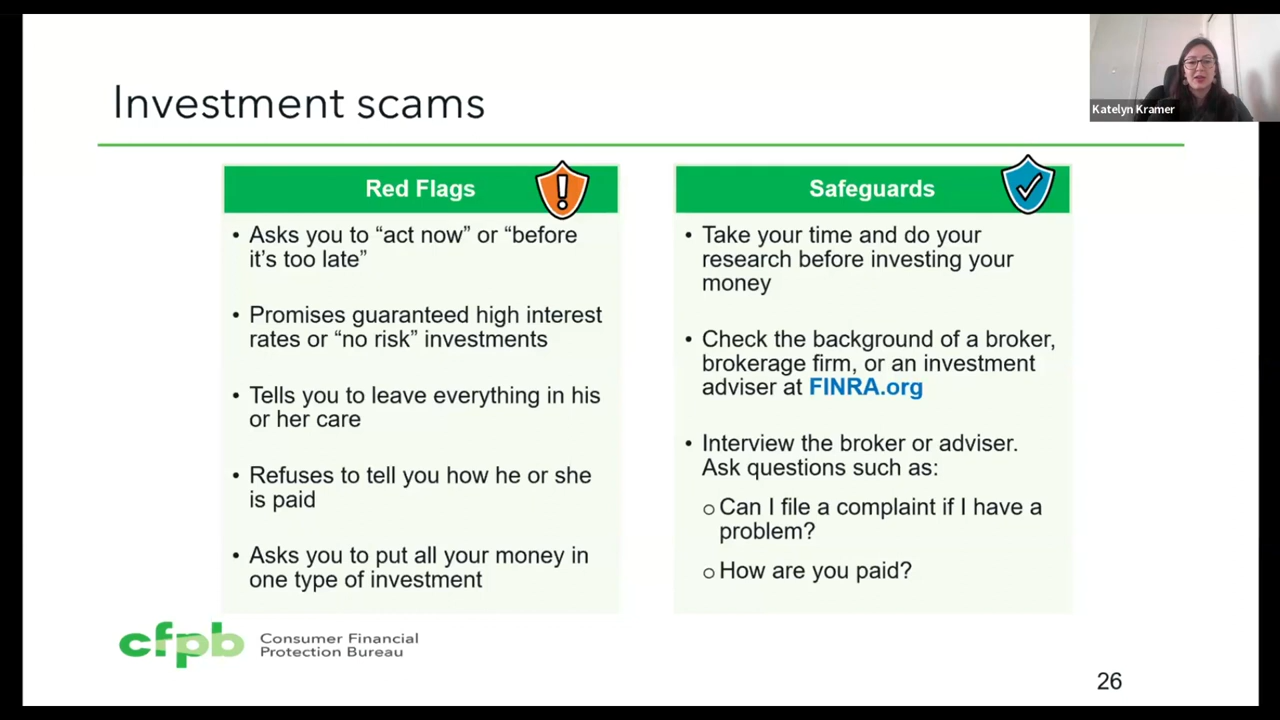 Investment scams
Katelyn Kramer
Red Flags
• Asks you to “act now” or “before
it’s too late”
• Promises guaranteed high interest
rates or “no risk” investments
• Tells you to leave everything in his
or her care
• Refuses to tell you how he or she
is paid
• Asks you to put all your money in
one type of investment
Safeguards
• Take your time and do your
research before investing your
money
• Check the background of a broker,
brokerage firm, or an investment
adviser at FINRA.org
• Interview the broker or adviser.
Ask questions such as:
o Can I file a complaint if I have a
problem?
o How are you paid?
cfpb
Consumer Financial
Protection Bureau
26